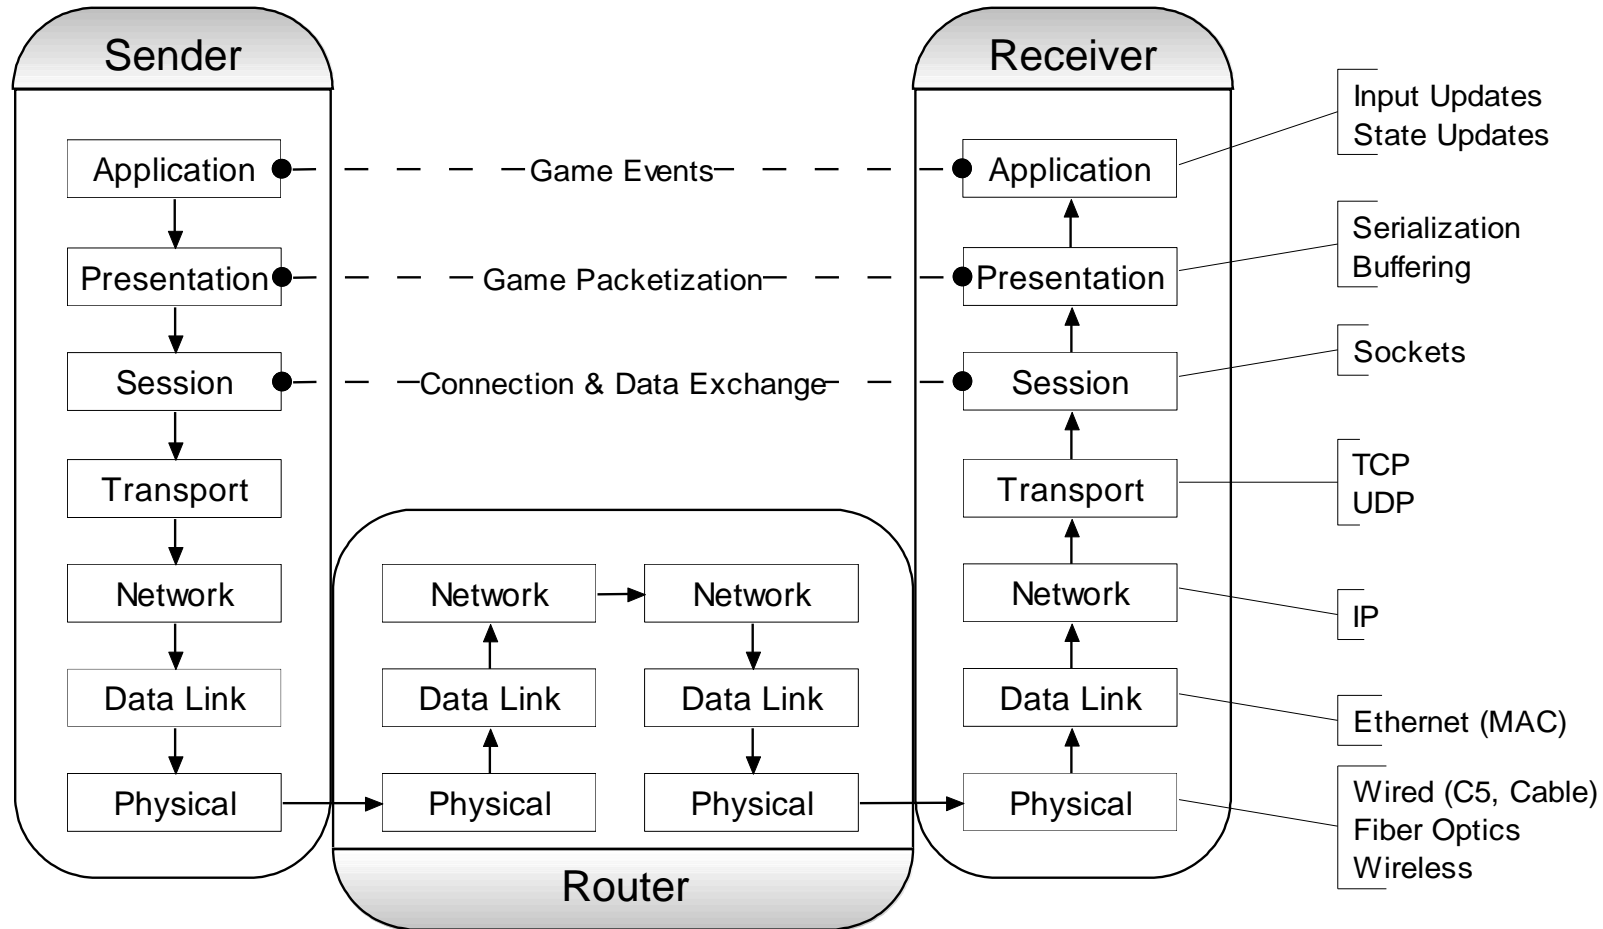 Sender
Receiver
Input Updates
State Updates
Application
Game Events
Application
Serialization
Buffering
Presentation
Game Packetization
Presentation
Sockets
Session
Connection & Data Exchange
Session
TCP
UDP
Transport
Transport
Network
Network
Network
Network
IP
Data Link
Data Link
Data Link
Data Link
Ethernet (MAC)
Physical
Physical
Physical
Physical
Wired (C5, Cable)
Fiber Optics
Wireless
Router